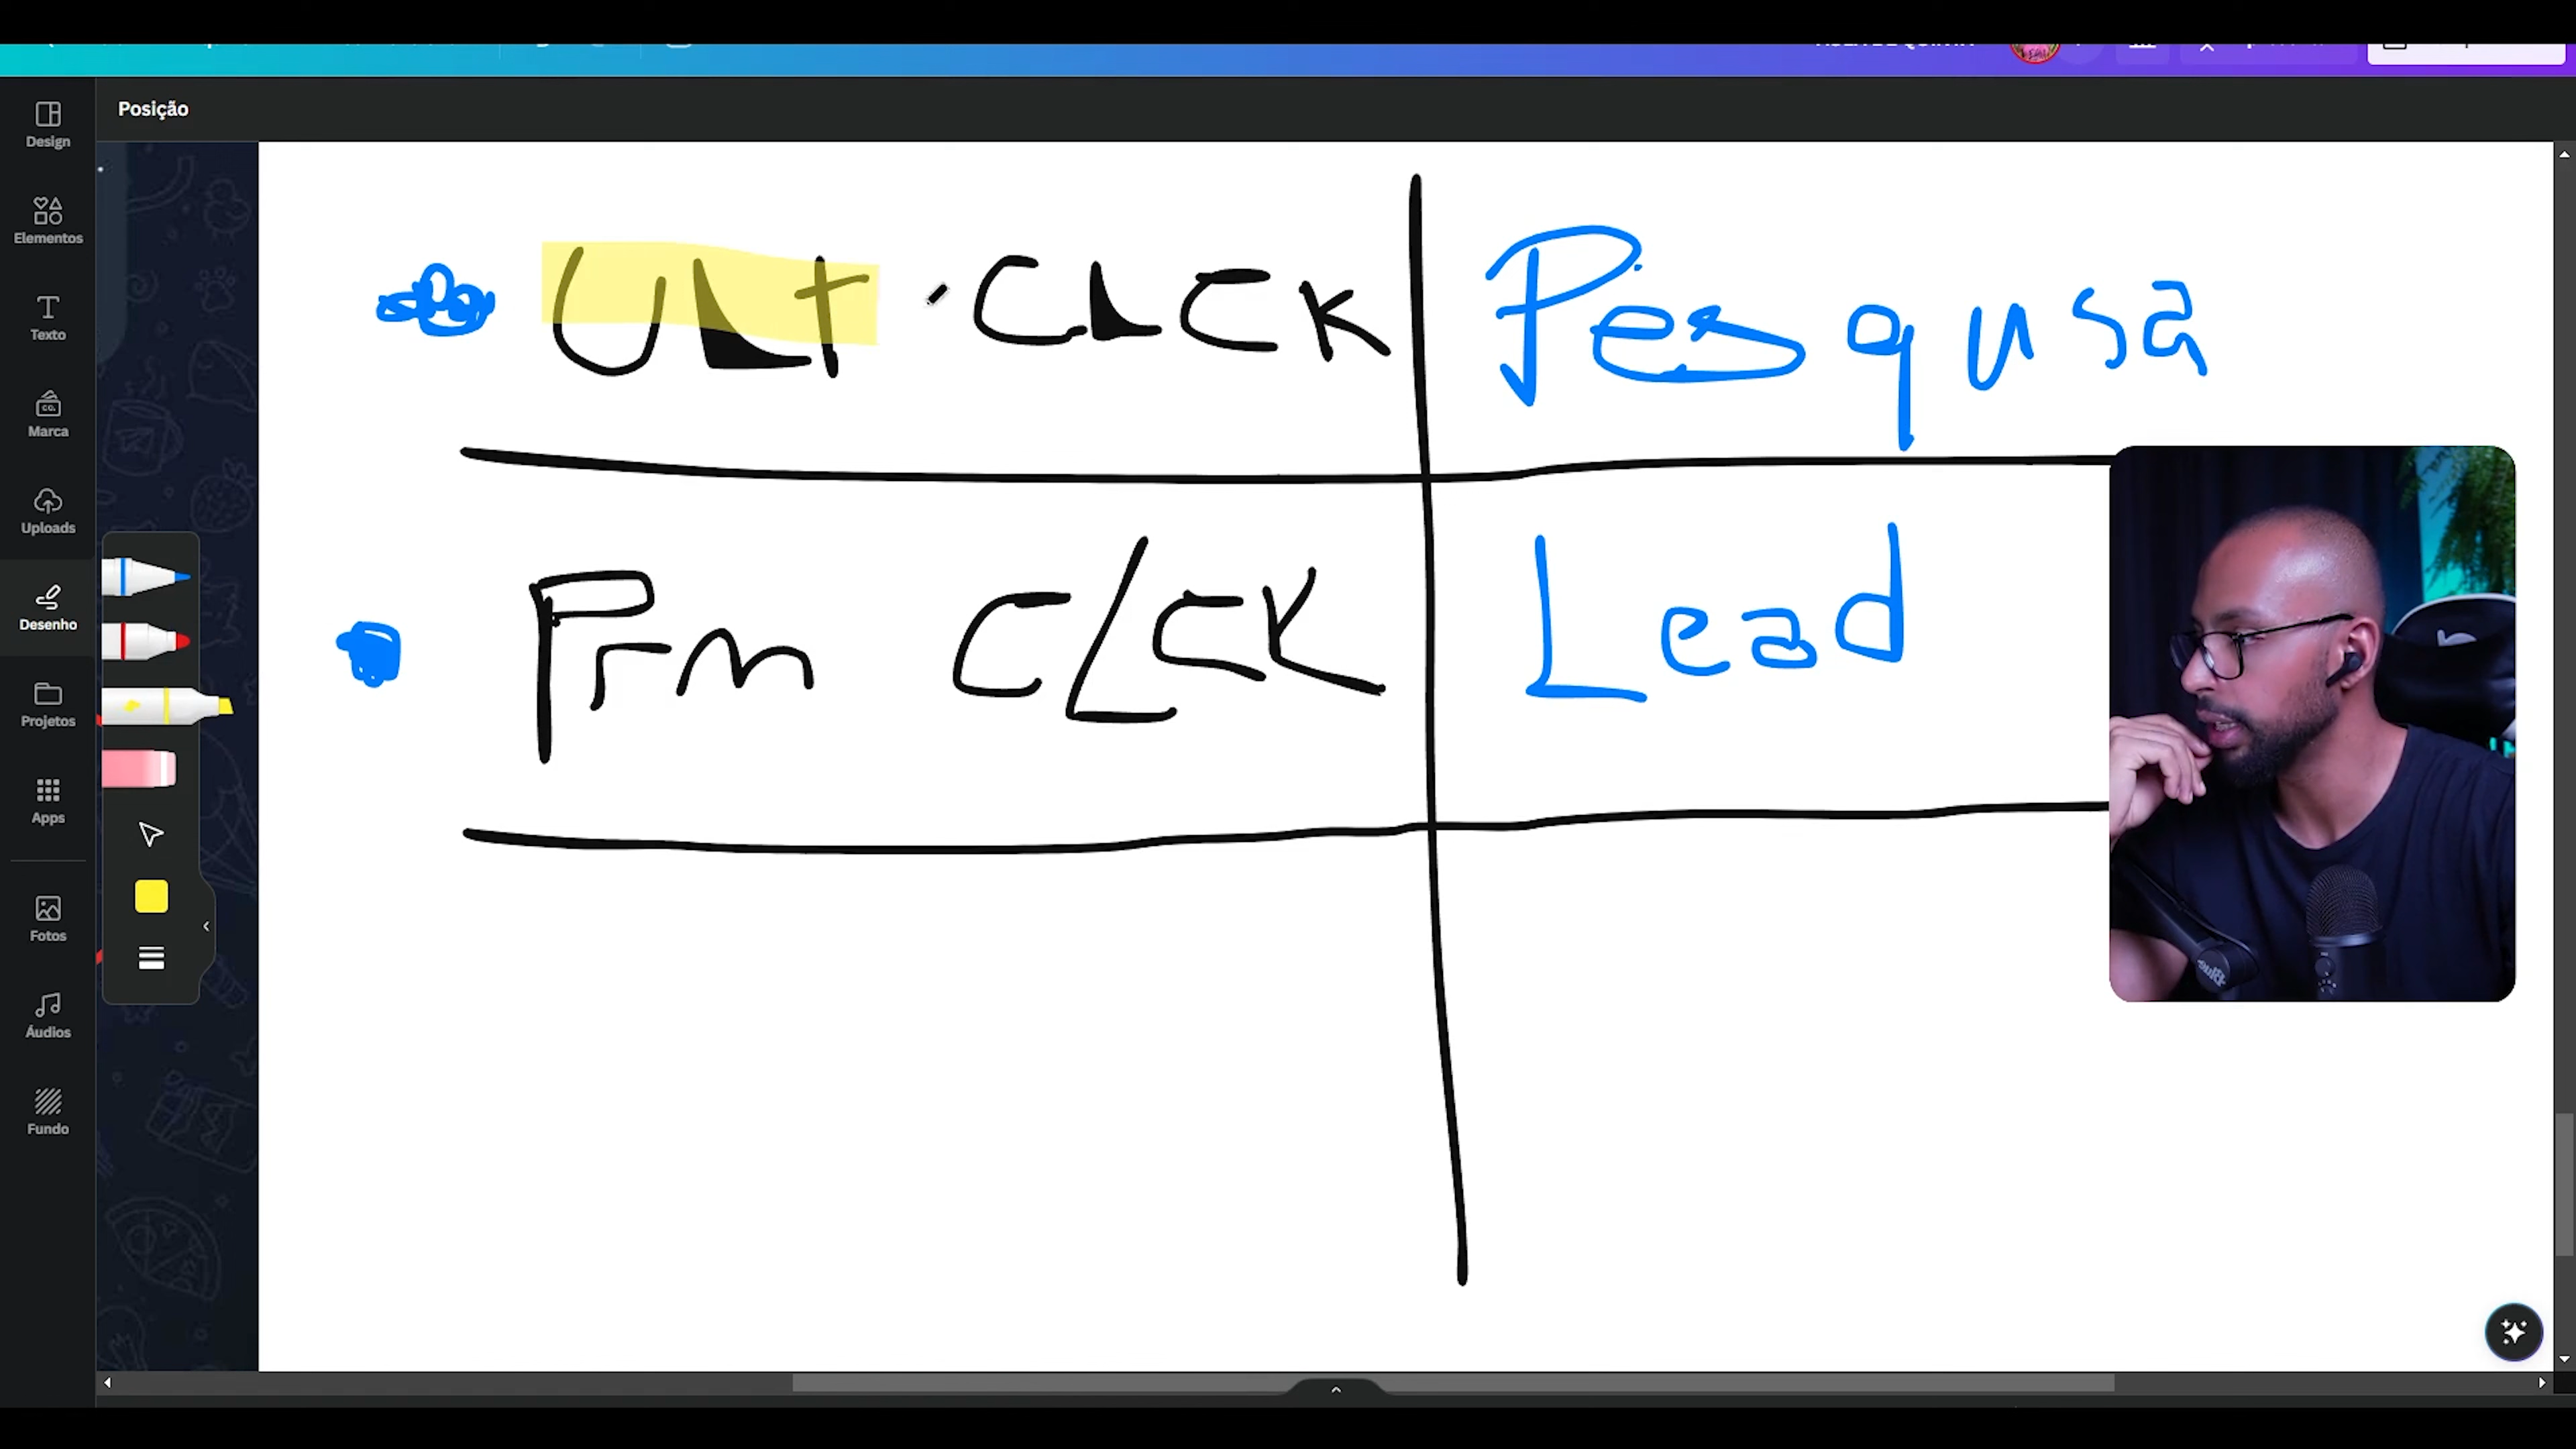 Posição
Design
Elementos
Texto
Marca
Uploads
Desenho
Projetos
Apps
Fotos
Áudios
Fundo
ULT . CLCK
Pesqusa
Prm CLCK
Lead